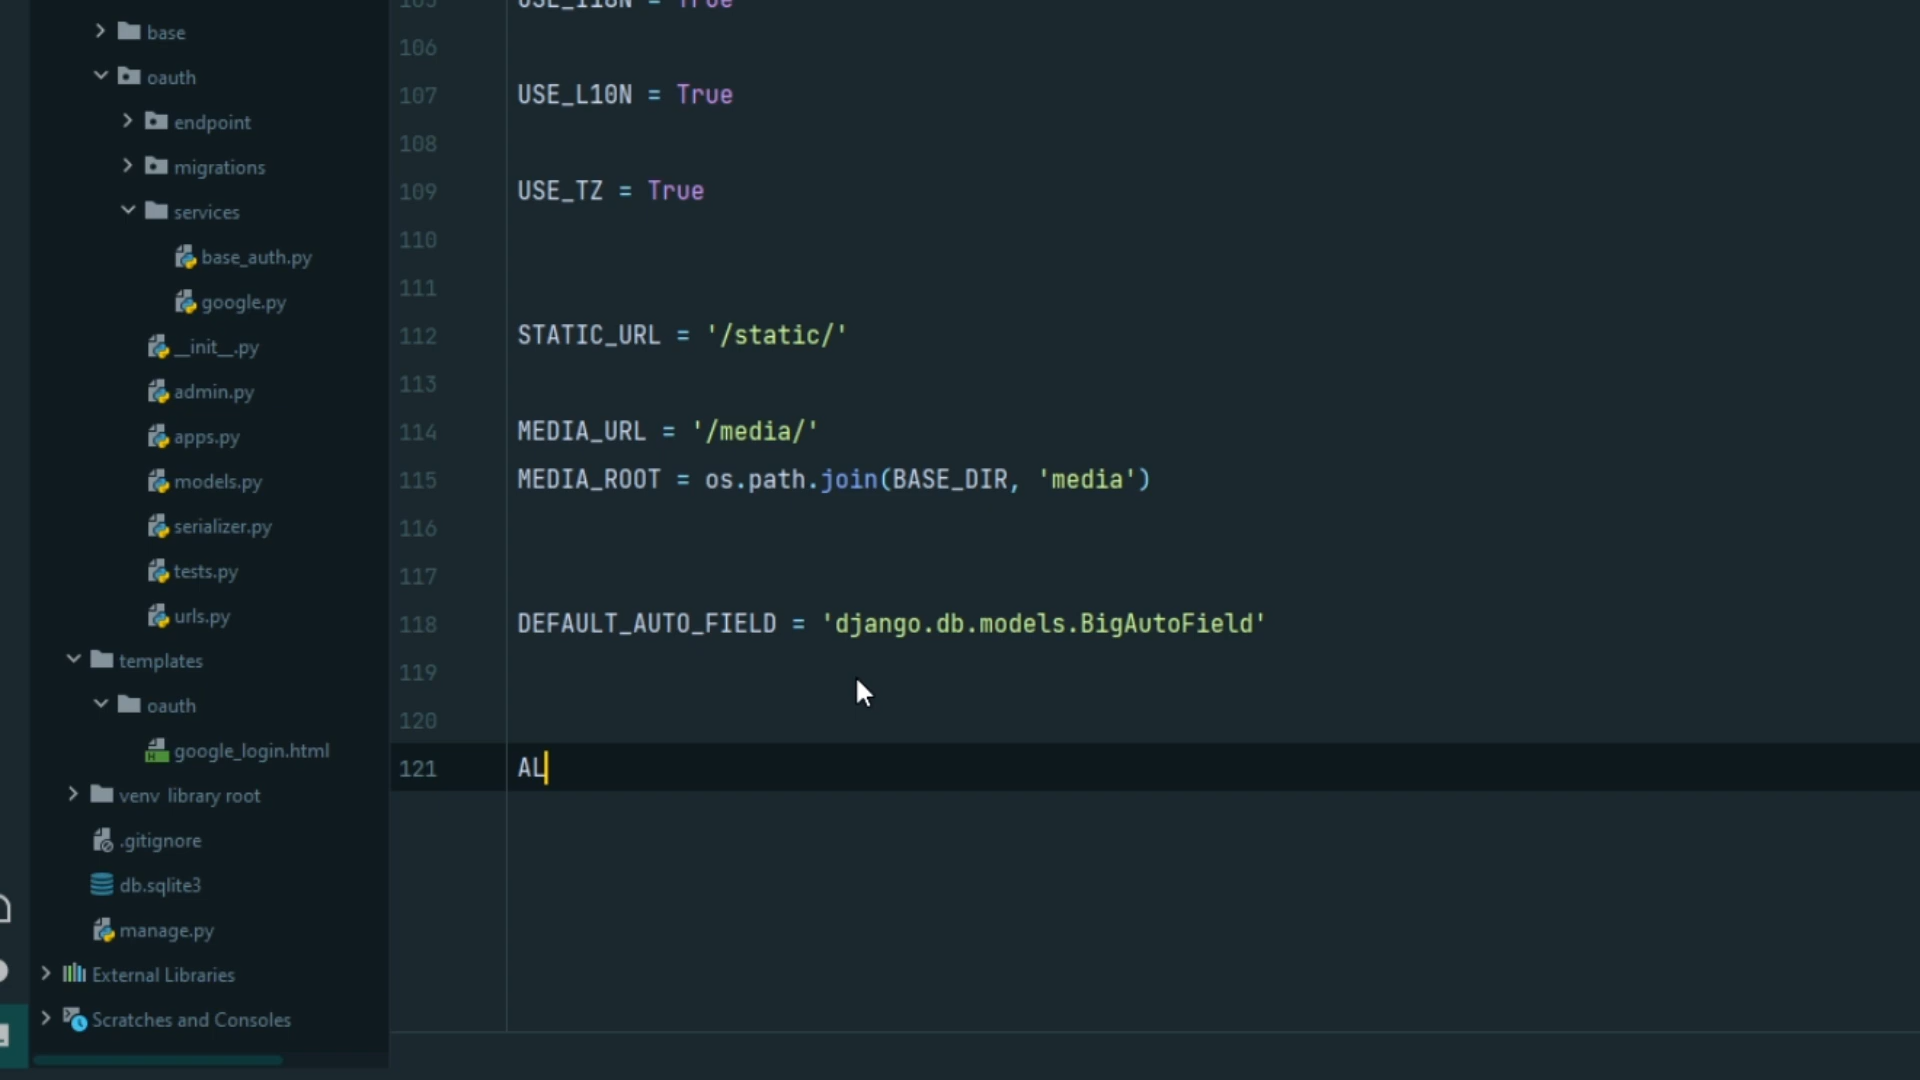 base
oauth
endpoint
migrations
services
base_auth.py
google.py
__init__.py
admin.py
apps.py
models.py
serializer.py
tests.py
urls.py
templates
oauth
google_login.html
venv library root
.gitignore
db.sqlite3
manage.py
External Libraries
Scratches and Consoles
105 USE_I18N = True
106
107 USE_L10N = True
108
109 USE_TZ = True
110
111
112 STATIC_URL = '/static/'
113
114 MEDIA_URL = '/media/'
115 MEDIA_ROOT = os.path.join(BASE_DIR, 'media')
116
117
118 DEFAULT_AUTO_FIELD = 'django.db.models.BigAutoField'
119
120
121 AL